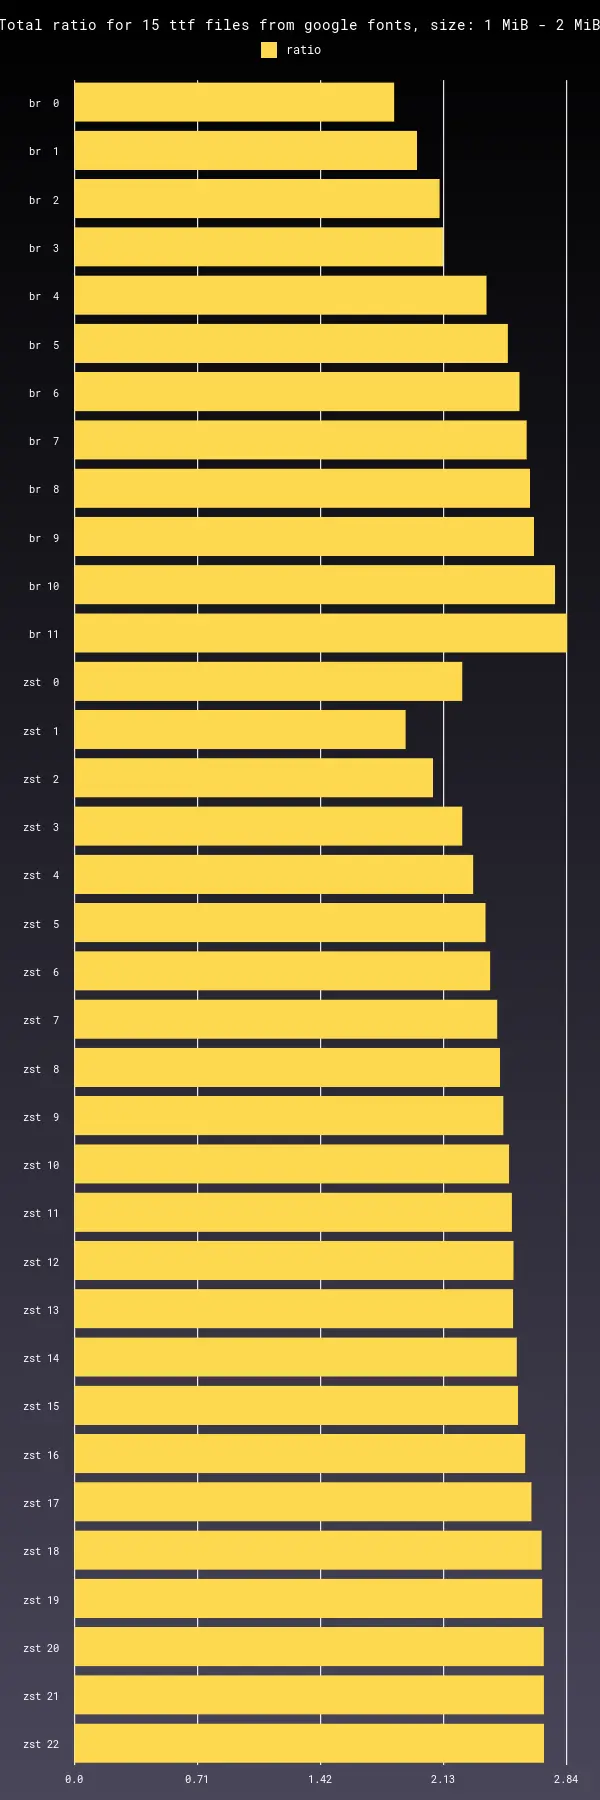 Total ratio for 15 ttf files from google fonts, size: 1 MiB - 2 MiB
ratio
br  0
br  1
br  2
br  3
br  4
br  5
br  6
br  7
br  8
br  9
br 10
br 11
zst  0
zst  1
zst  2
zst  3
zst  4
zst  5
zst  6
zst  7
zst  8
zst  9
zst 10
zst 11
zst 12
zst 13
zst 14
zst 15
zst 16
zst 17
zst 18
zst 19
zst 20
zst 21
zst 22
0.0 0.71 1.42 2.13 2.84